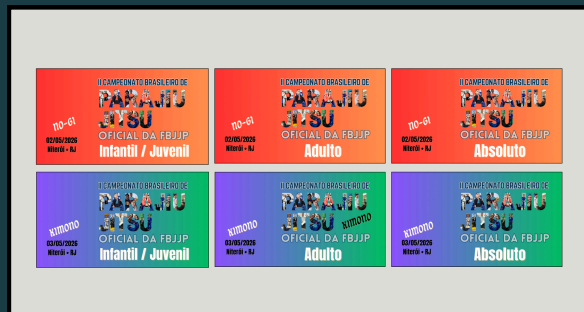 II CAMPEONATO BRASILEIRO DE
PARAJIU
JITSU
NO-GI
OFICIAL DA FBJJP
02/05/2026
Niterói • RJ
Infantil / Juvenil
II CAMPEONATO BRASILEIRO DE
PARAJIU
JITSU
NO-GI
OFICIAL DA FBJJP
02/05/2026
Niterói • RJ
Adulto
II CAMPEONATO BRASILEIRO DE
PARAJIU
JITSU
NO-GI
OFICIAL DA FBJJP
02/05/2026
Niterói • RJ
Absoluto
II CAMPEONATO BRASILEIRO DE
PARAJIU
JITSU
KIMONO
OFICIAL DA FBJJP
03/05/2026
Niterói • RJ
Infantil / Juvenil
II CAMPEONATO BRASILEIRO DE
PARAJIU
JITSU
KIMONO
KIMONO
OFICIAL DA FBJJP
03/05/2026
Niterói • RJ
Adulto
II CAMPEONATO BRASILEIRO DE
PARAJIU
JITSU
KIMONO
OFICIAL DA FBJJP
03/05/2026
Niterói • RJ
Absoluto